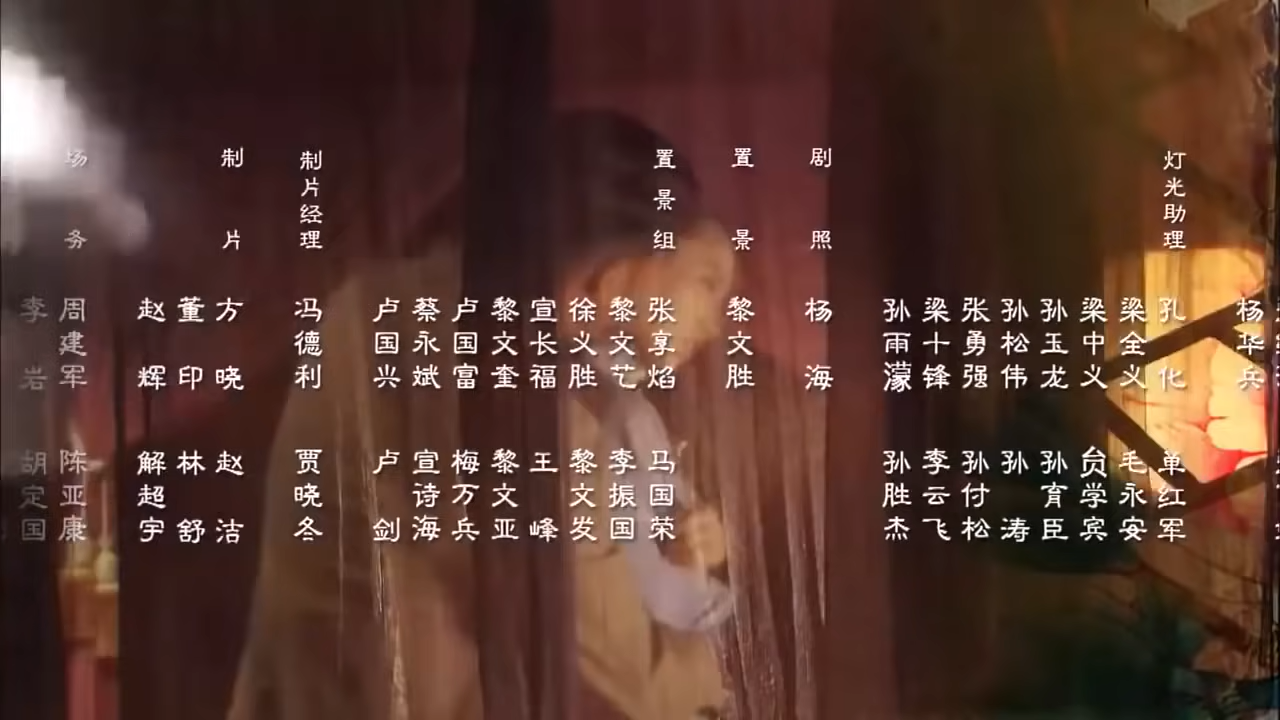 杨华兵
灯光助理
孔化
单红军
梁全义
毛永安
梁中义
贠学宾
孙玉龙
孙育臣
孙松伟
孙涛
张勇强
孙付松
梁十锋
李云飞
孙雨濛
孙胜杰
剧照
杨海
置景
黎文胜
置景组
张享焰
马国荣
黎文艺
李振国
徐义胜
黎文发
宣长福
王峰
黎文奎
黎文亚
卢国富
梅万兵
蔡永斌
宣诗海
卢国兴
卢剑
制片经理
冯德利
贾晓冬
制片
方晓
赵洁
董印
林舒
赵辉
解超宇
场务
周建军
陈亚康
李岩
胡定国